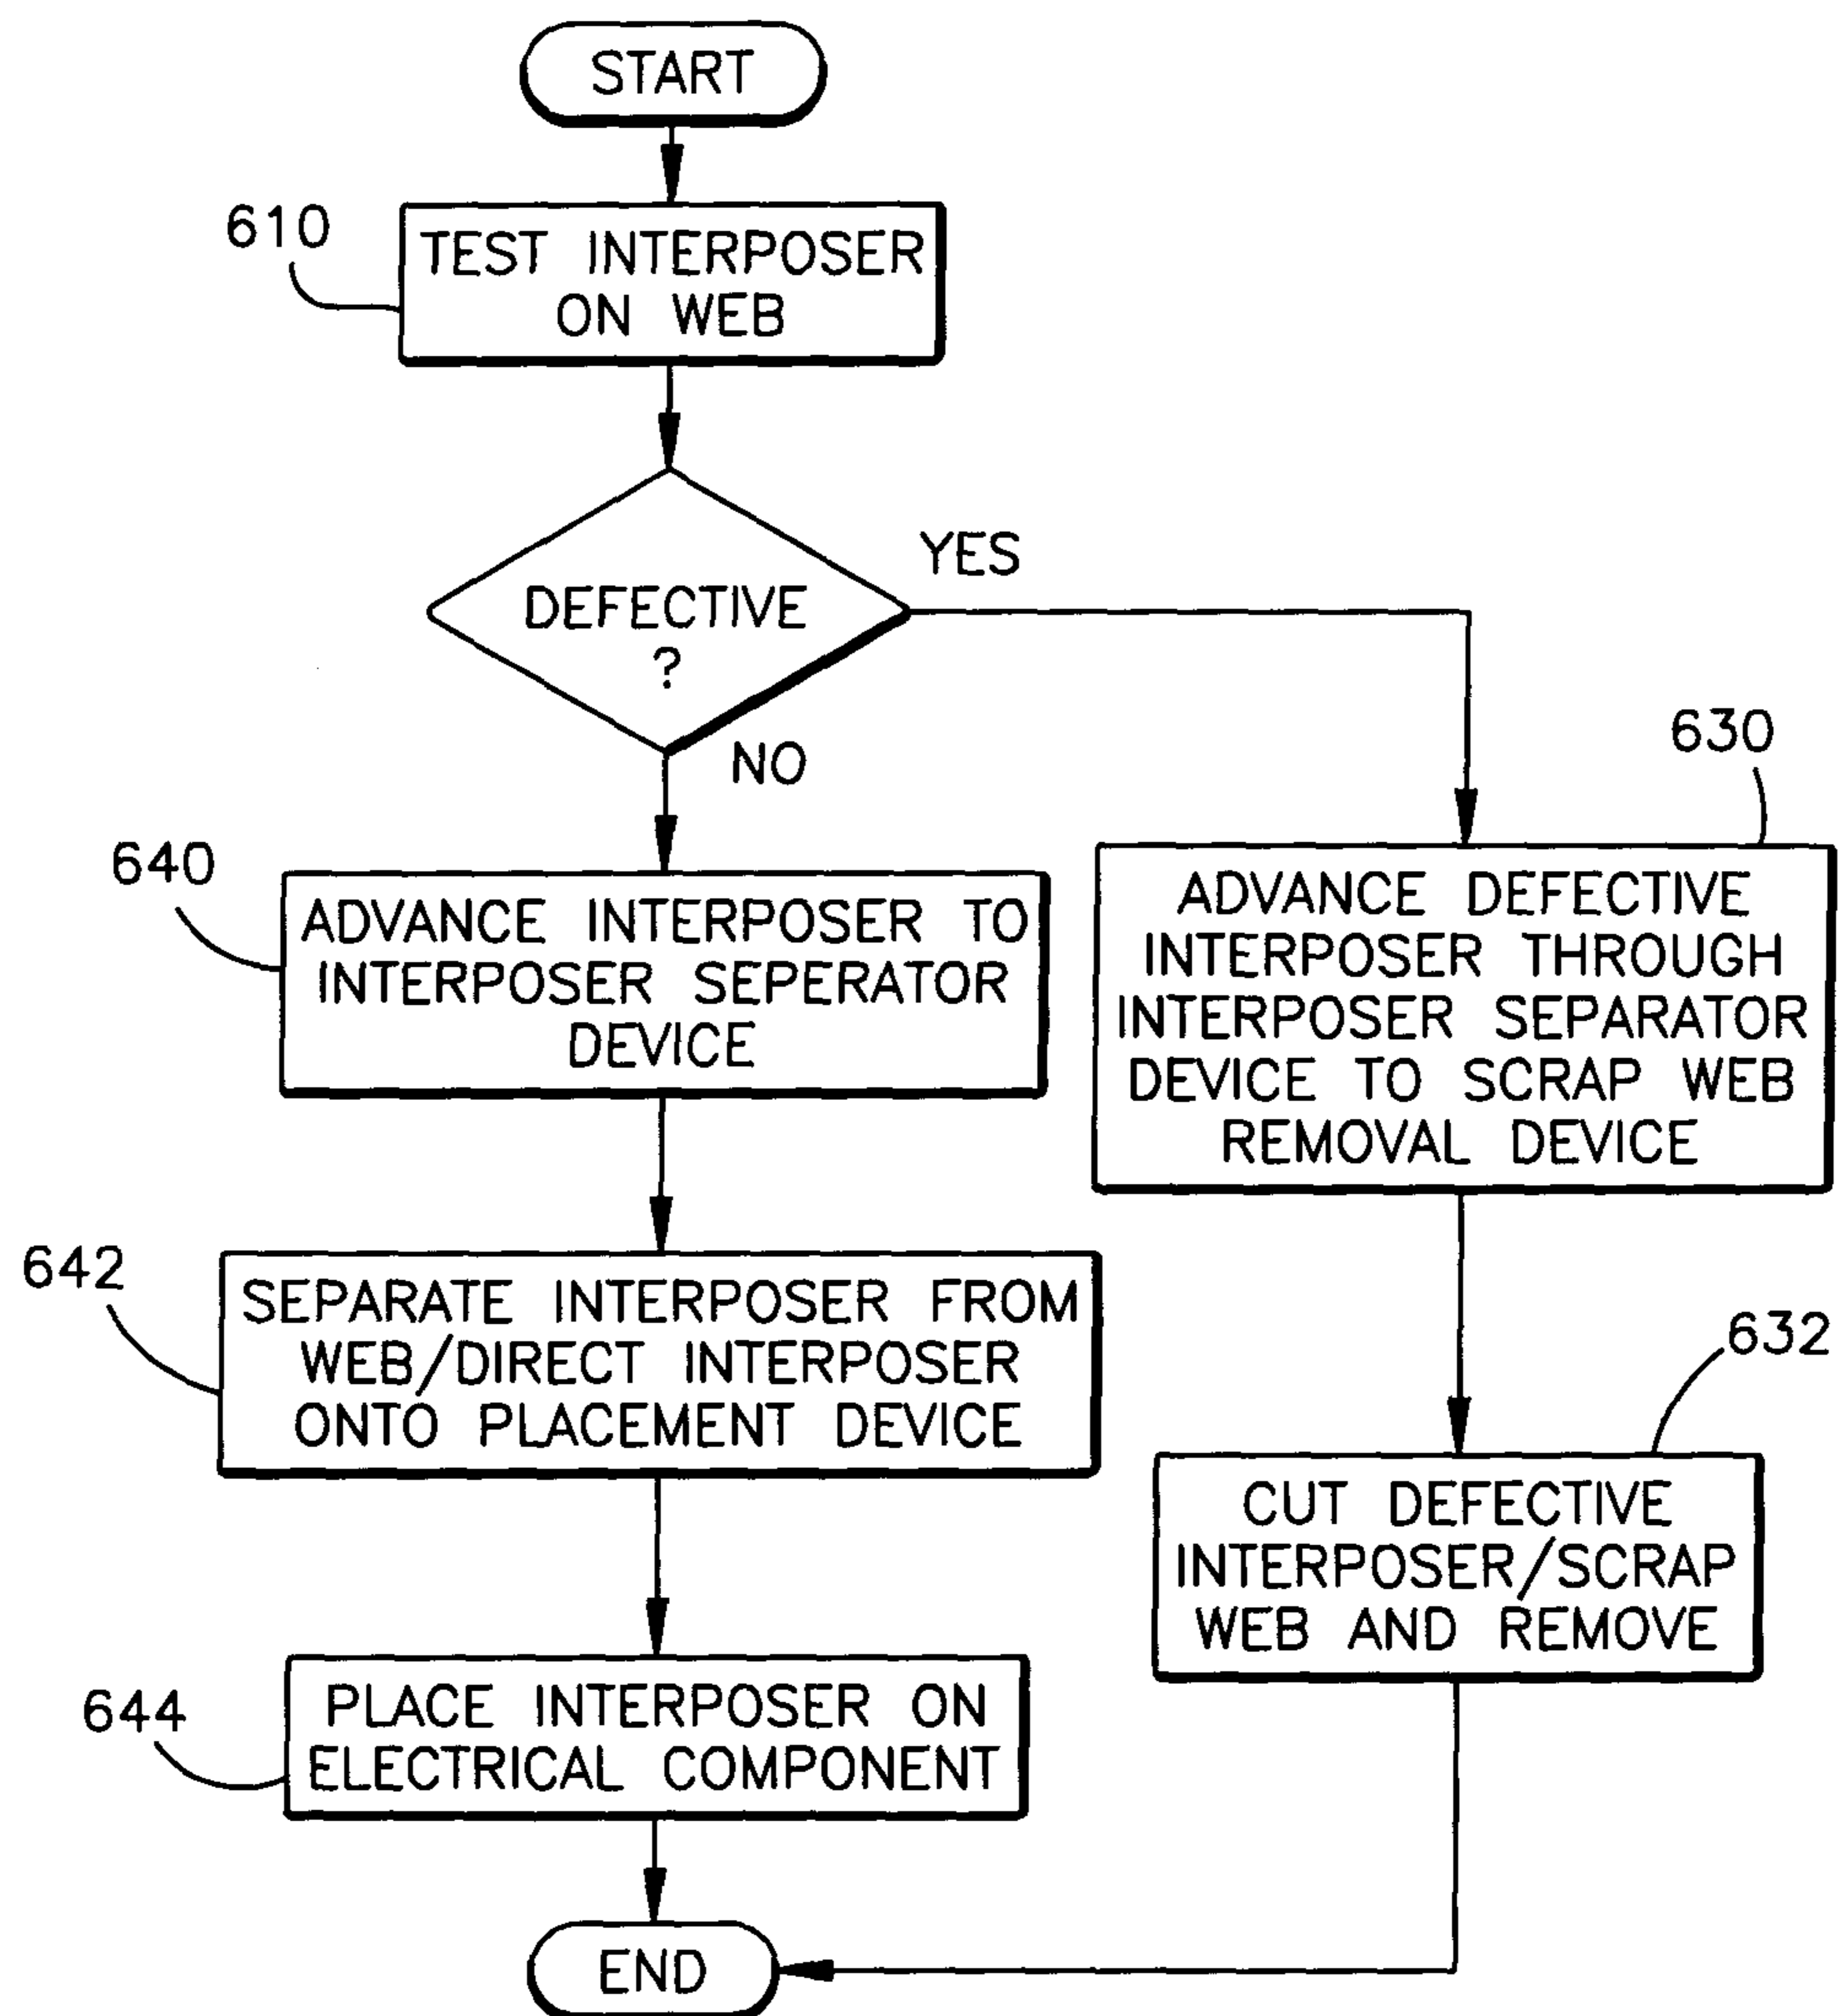 START
610
TEST INTERPOSER
ON WEB
DEFECTIVE
?
YES
NO
640
ADVANCE INTERPOSER TO
INTERPOSER SEPERATOR
DEVICE
630
ADVANCE DEFECTIVE
INTERPOSER THROUGH
INTERPOSER SEPARATOR
DEVICE TO SCRAP WEB
REMOVAL DEVICE
642
SEPARATE INTERPOSER FROM
WEB/DIRECT INTERPOSER
ONTO PLACEMENT DEVICE
632
CUT DEFECTIVE
INTERPOSER/SCRAP
WEB AND REMOVE
644
PLACE INTERPOSER ON
ELECTRICAL COMPONENT
END